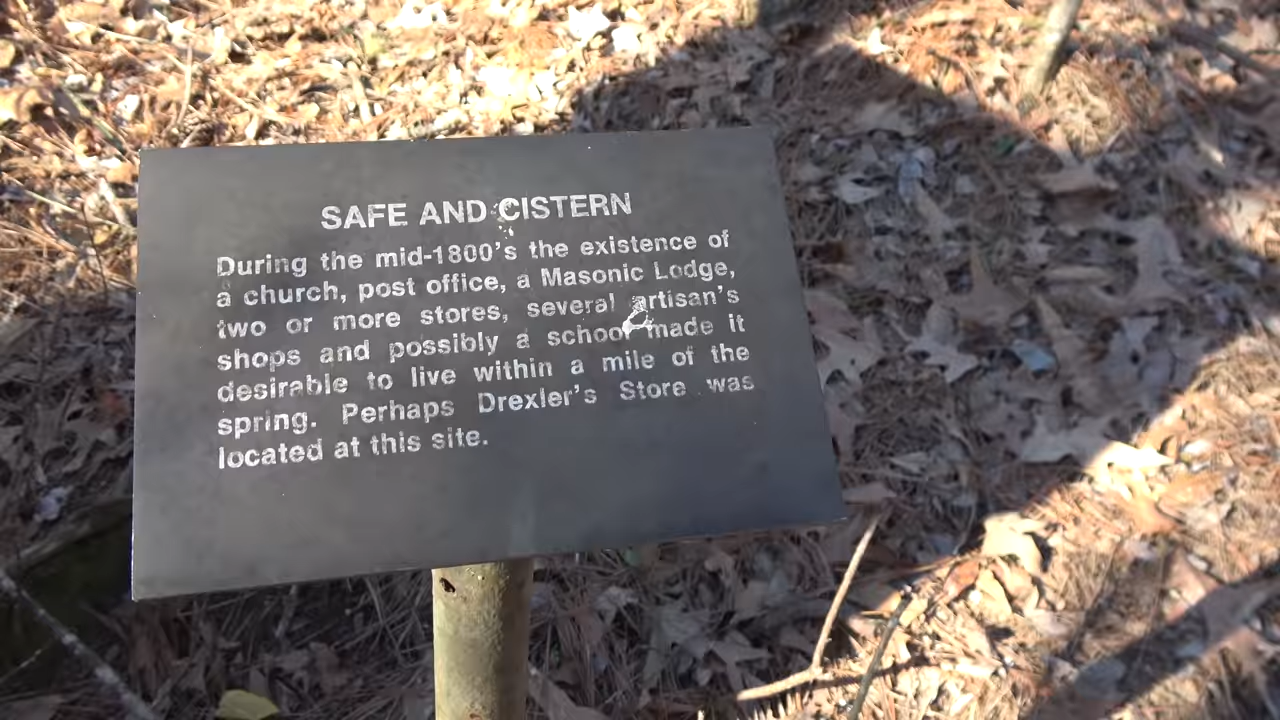 SAFE AND CISTERN
During the mid-1800's the existence of
a church, post office, a Masonic Lodge,
two or more stores, several artisan's
shops and possibly a school made it
desirable to live within a mile of the
spring. Perhaps Drexler's Store was
located at this site.